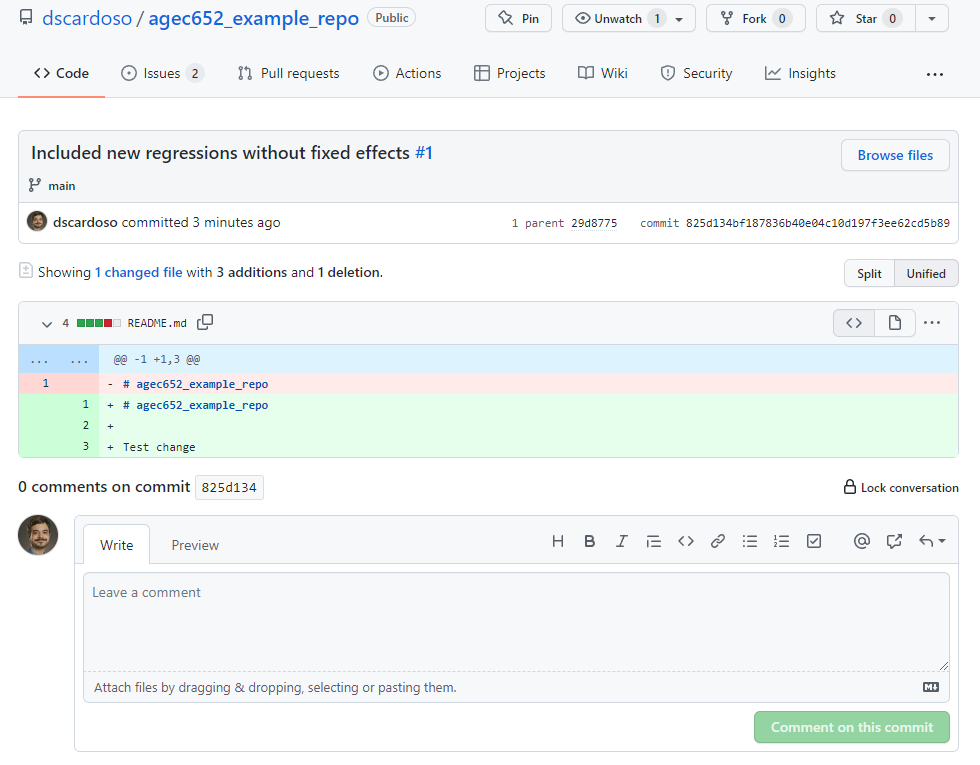 dscardoso / agec652_example_repo Public Pin Unwatch 1 Fork 0 Star 0
Code Issues 2 Pull requests Actions Projects Wiki Security Insights ...
Included new regressions without fixed effects #1 Browse files
main
dscardoso committed 3 minutes ago 1 parent 29d8775 commit 825d134bf187836b40e04c10d197f3ee62cd5b89
Showing 1 changed file with 3 additions and 1 deletion. Split Unified
4 README.md ...
... ... @@ -1 +1,3 @@
1 - # agec652_example_repo
1 + # agec652_example_repo
2 +
3 + Test change
0 comments on commit 825d134 Lock conversation
Write Preview
Leave a comment
Attach files by dragging & dropping, selecting or pasting them.
Comment on this commit